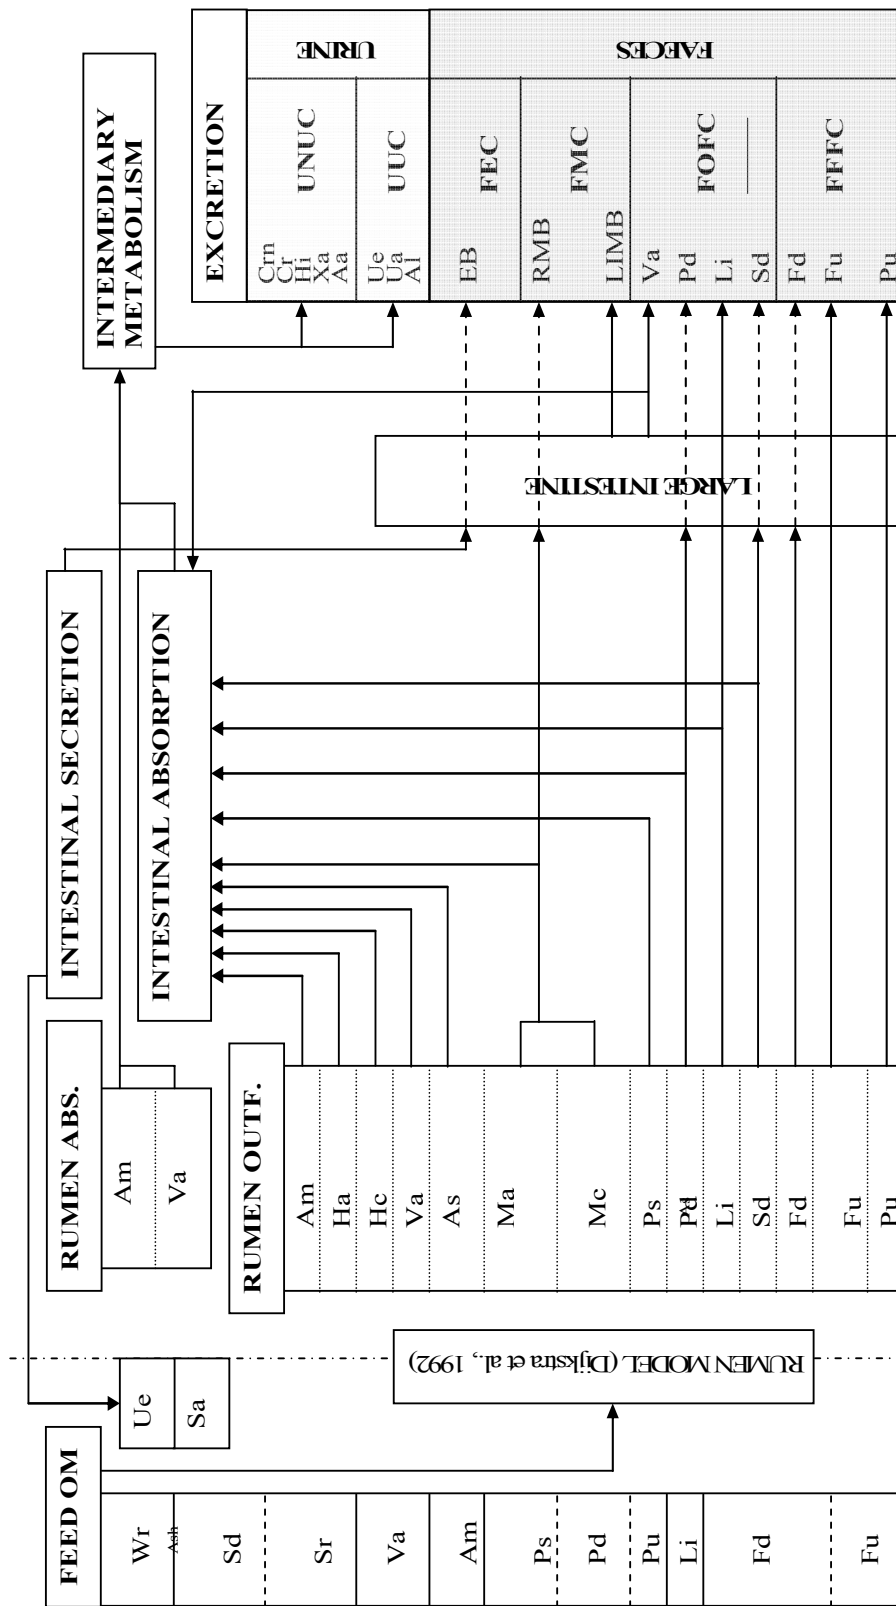 FEED OM
Wr
Ash
Sd
Sr
Va
Am
Ps
Pd
Pu
Li
Fd
Fu
Ue
Sa
RUMEN MODEL (Dijkstra et al., 1992)
RUMEN ABS.
Am
Va
RUMEN OUTF.
Am
Ha
Hc
Va
As
Ma
Mc
Ps
Li
Sd
Fd
Fu
Pu
INTESTINAL SECRETION
INTESTINAL ABSORPTION
LARGE INTESTINE
INTERMEDIARY
METABOLISM
EXCRETION
Crn
Cr
Hi
Xa
Aa
UNUC
Ue
Ua
Al
UUC
URINE
EB
FEC
RMB
LIMB
FMC
Va
Pd
Li
Sd
FOFC
Fd
Fu
Pu
FFFC
FAECES